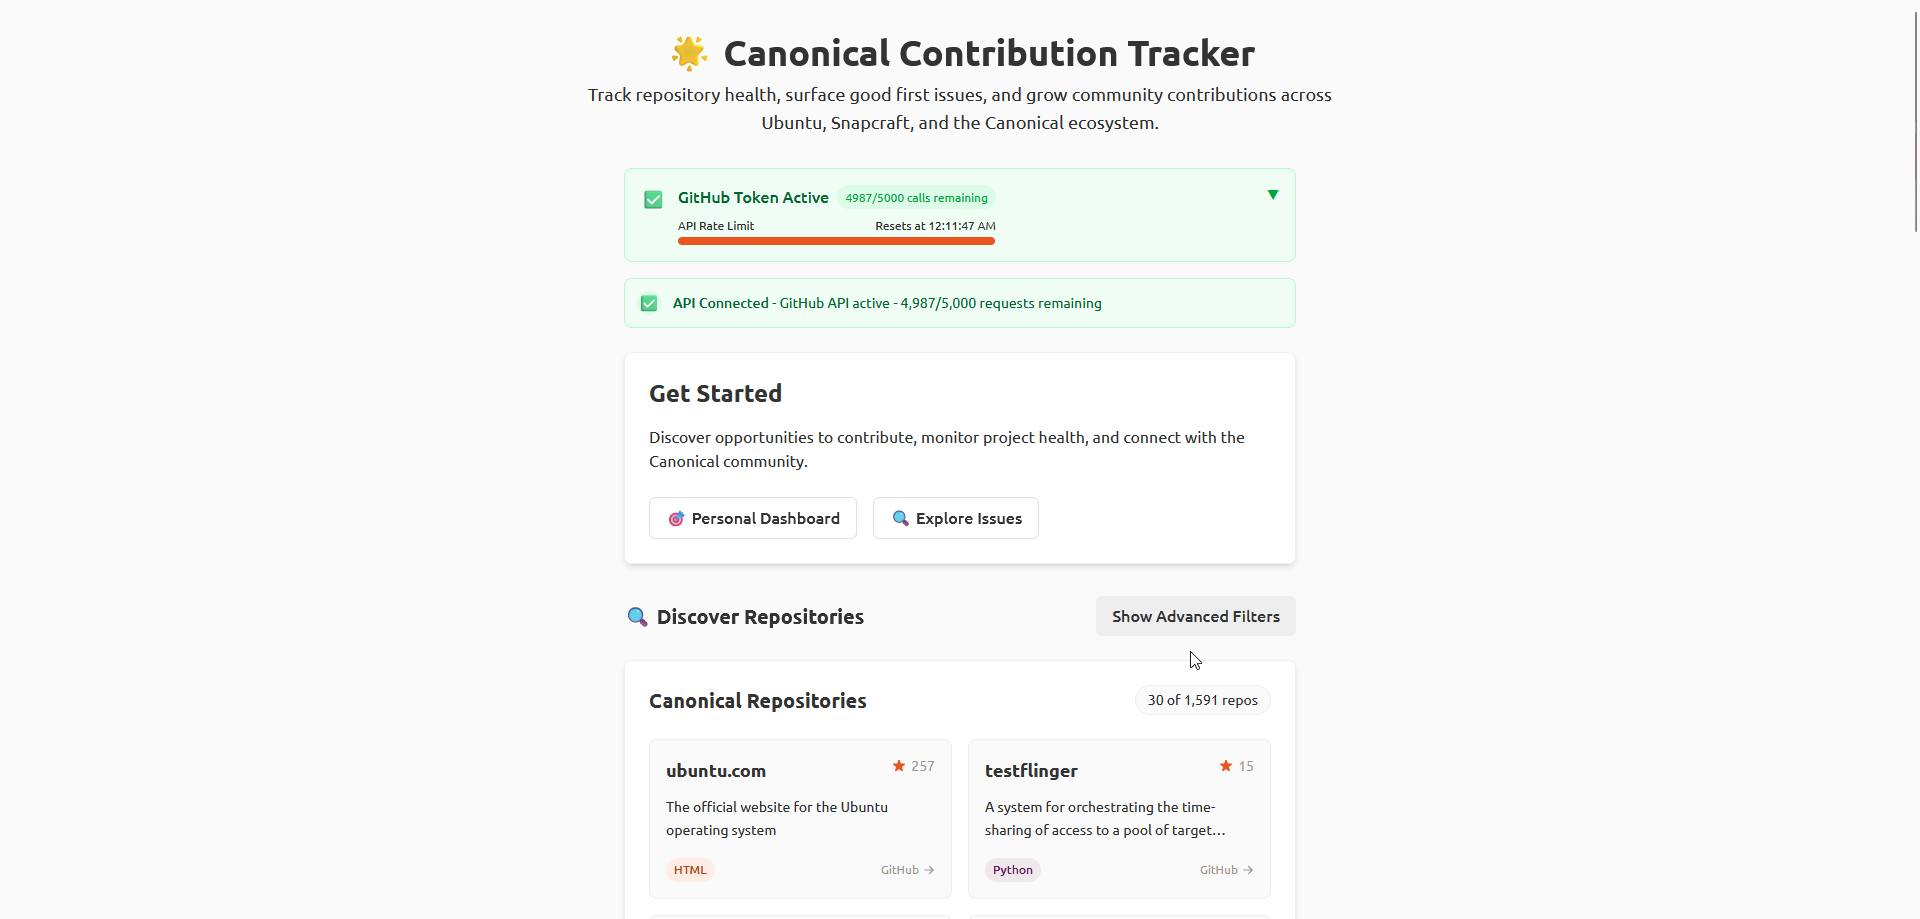 Canonical Contribution Tracker
Track repository health, surface good first issues, and grow community contributions across
Ubuntu, Snapcraft, and the Canonical ecosystem.
GitHub Token Active
4987/5000 calls remaining
API Rate Limit
Resets at 12:11:47 AM
API Connected - GitHub API active - 4,987/5,000 requests remaining
Get Started
Discover opportunities to contribute, monitor project health, and connect with the
Canonical community.
Personal Dashboard
Explore Issues
Discover Repositories
Show Advanced Filters
Canonical Repositories
30 of 1,591 repos
ubuntu.com
★ 257
The official website for the Ubuntu
operating system
HTML
GitHub →
testflinger
★ 15
A system for orchestrating the time-
sharing of access to a pool of target…
Python
GitHub →